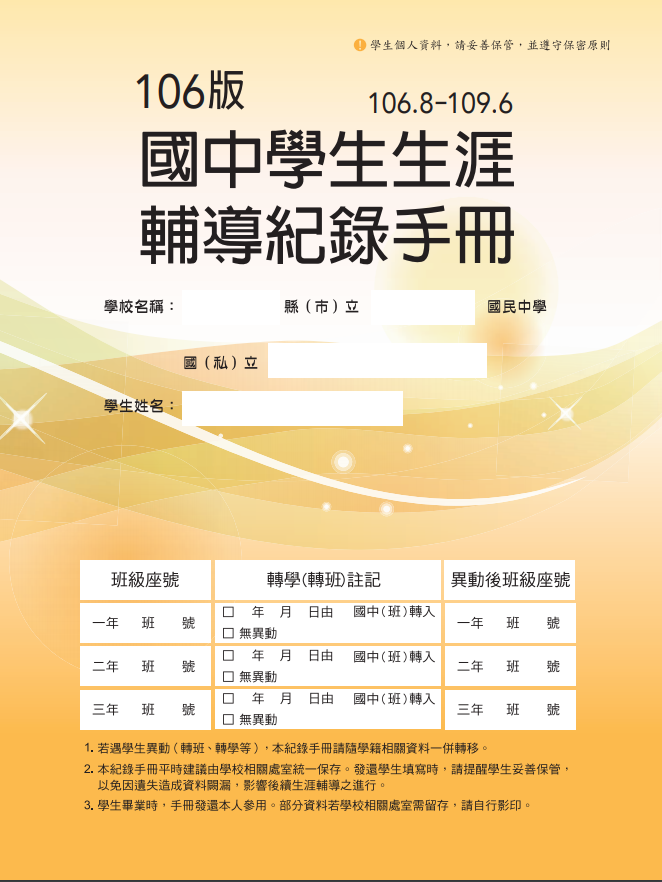 ! 學生個人資料，請妥善保管，並遵守保密原則
106版 106.8-109.6
國中學生生涯
輔導紀錄手冊
學校名稱： 縣（市）立 國民中學
國（私）立
學生姓名：
班級座號 轉學(轉班)註記 異動後班級座號
一年 班 號 □ 年 月 日由 國中(班)轉入 一年 班 號
□ 無異動
二年 班 號 □ 年 月 日由 國中(班)轉入 二年 班 號
□ 無異動
三年 班 號 □ 年 月 日由 國中(班)轉入 三年 班 號
□ 無異動
1. 若遇學生異動（轉班、轉學等），本紀錄手冊請隨學籍相關資料一併轉移。
2. 本紀錄手冊平時建議由學校相關處室統一保存。發還學生填寫時，請提醒學生妥善保管，
以免因遺失造成資料闕漏，影響後續生涯輔導之進行。
3. 學生畢業時，手冊發還本人參用。部分資料若學校相關處室需留存，請自行影印。